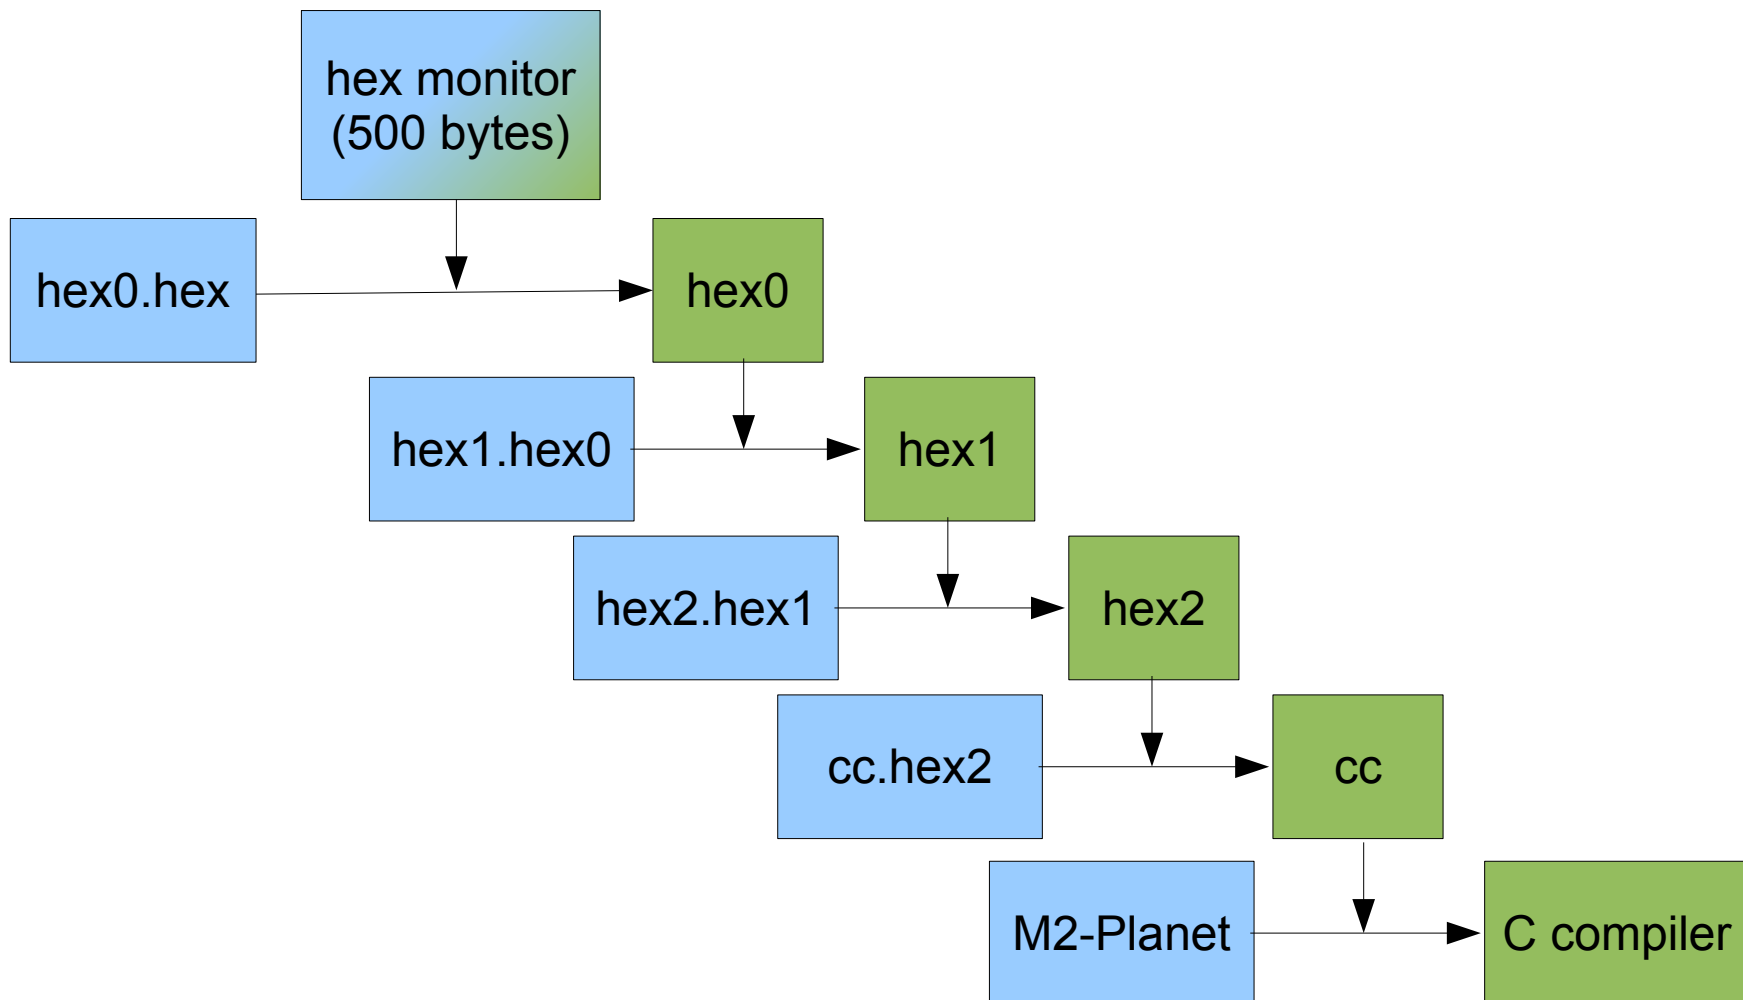 hex monitor
(500 bytes)
hex0.hex
hex0
hex1.hex0
hex1
hex2.hex1
hex2
cc.hex2
cc
M2-Planet
C compiler